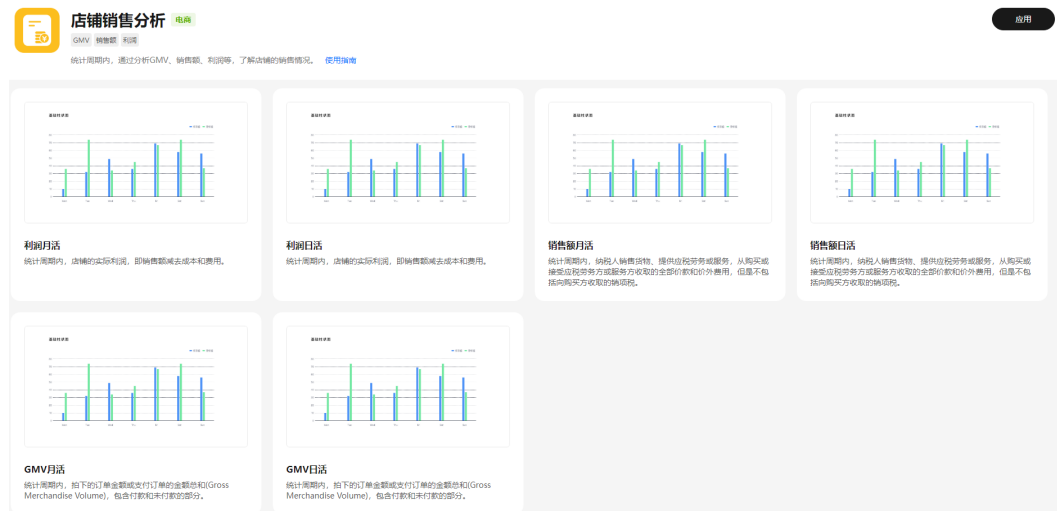 店铺销售分析 电商
应用
GMV 销售额 利润
统计周期内，通过分析GMV、销售额、利润等，了解店铺的销售情况。 使用指南
利润月活
统计周期内，店铺的实际利润，即销售额减去成本和费用。
利润日活
统计周期内，店铺的实际利润，即销售额减去成本和费用。
销售额月活
统计周期内，纳税人销售货物、提供应税劳务或服务，从购买或
接受应税劳务方或服务方收取的全部价款和价外费用，但是不包
括向购买方收取的销项税。
销售额日活
统计周期内，纳税人销售货物、提供应税劳务或服务，从购买或
接受应税劳务方或服务方收取的全部价款和价外费用，但是不包
括向购买方收取的销项税。
GMV月活
统计周期内，拍下的订单金额或支付订单的金额总和(Gross
Merchandise Volume)，包含付款和未付款的部分。
GMV日活
统计周期内，拍下的订单金额或支付订单的金额总和(Gross
Merchandise Volume)，包含付款和未付款的部分。